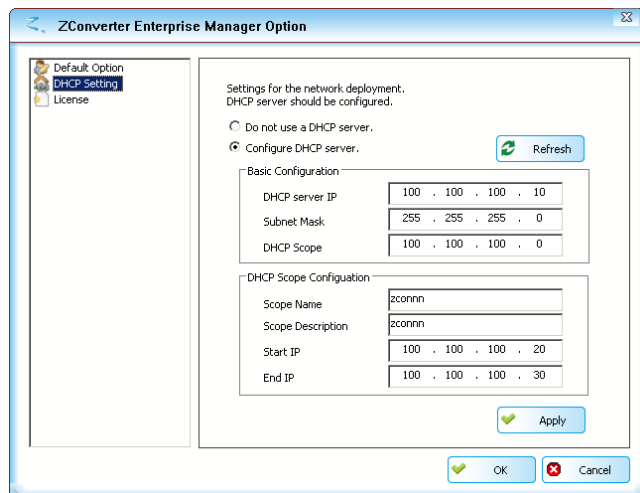 ZConverter Enterprise Manager Option
Default Option
DHCP Setting
License
Settings for the network deployment.
DHCP server should be configured.
Do not use a DHCP server.
Configure DHCP server.
Refresh
Basic Configuration
DHCP server IP 100 . 100 . 100 . 10
Subnet Mask 255 . 255 . 255 . 0
DHCP Scope 100 . 100 . 100 . 0
DHCP Scope Configuation
Scope Name zconnn
Scope Description zconnn
Start IP 100 . 100 . 100 . 20
End IP 100 . 100 . 100 . 30
Apply
OK Cancel